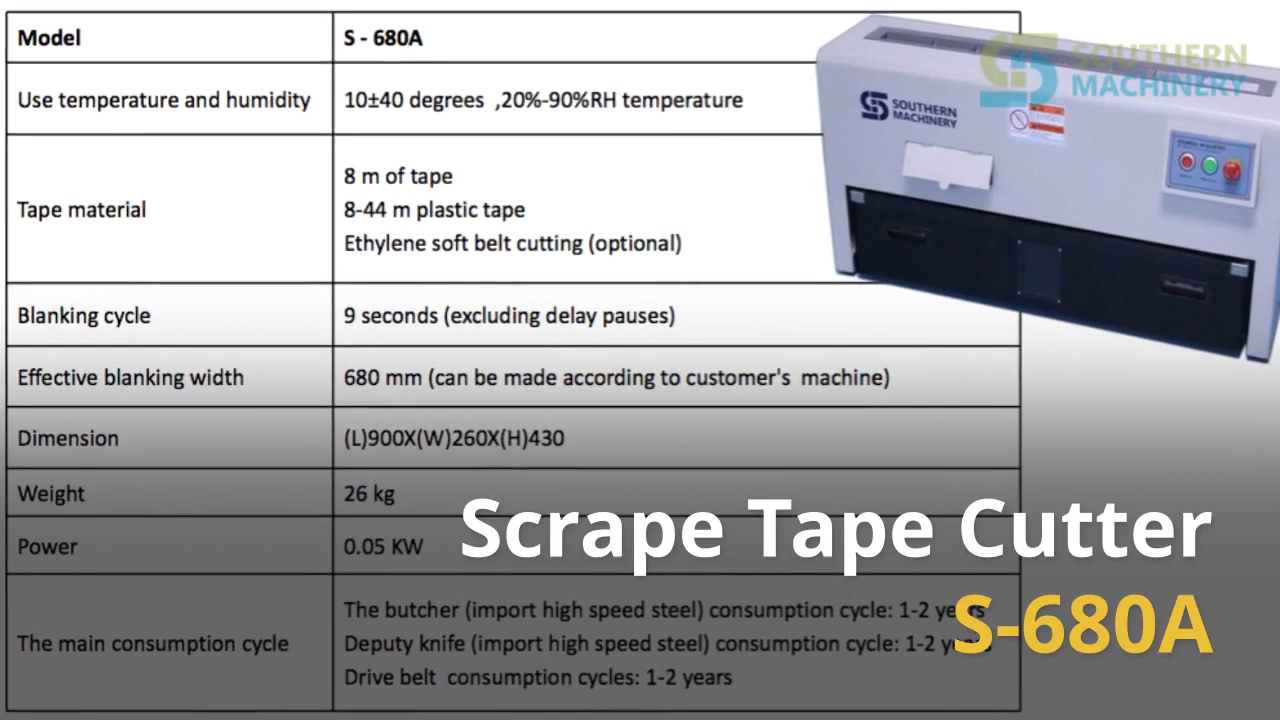 Model
S - 680A
Use temperature and humidity
10±40 degrees ,20%-90%RH temperature
Tape material
8 m of tape
8-44 m plastic tape
Ethylene soft belt cutting (optional)
Blanking cycle
9 seconds (excluding delay pauses)
Effective blanking width
680 mm (can be made according to customer's machine)
Dimension
(L)900X(W)260X(H)430
Weight
26 kg
Power
0.05 KW
The main consumption cycle
The butcher (import high speed steel) consumption cycle: 1-2 years
Deputy knife (import high speed steel) consumption cycle: 1-2 years
Drive belt consumption cycles: 1-2 years
SOUTHERN
MACHINERY
SOUTHERN
MACHINERY
Scrape Tape Cutter
S-680A